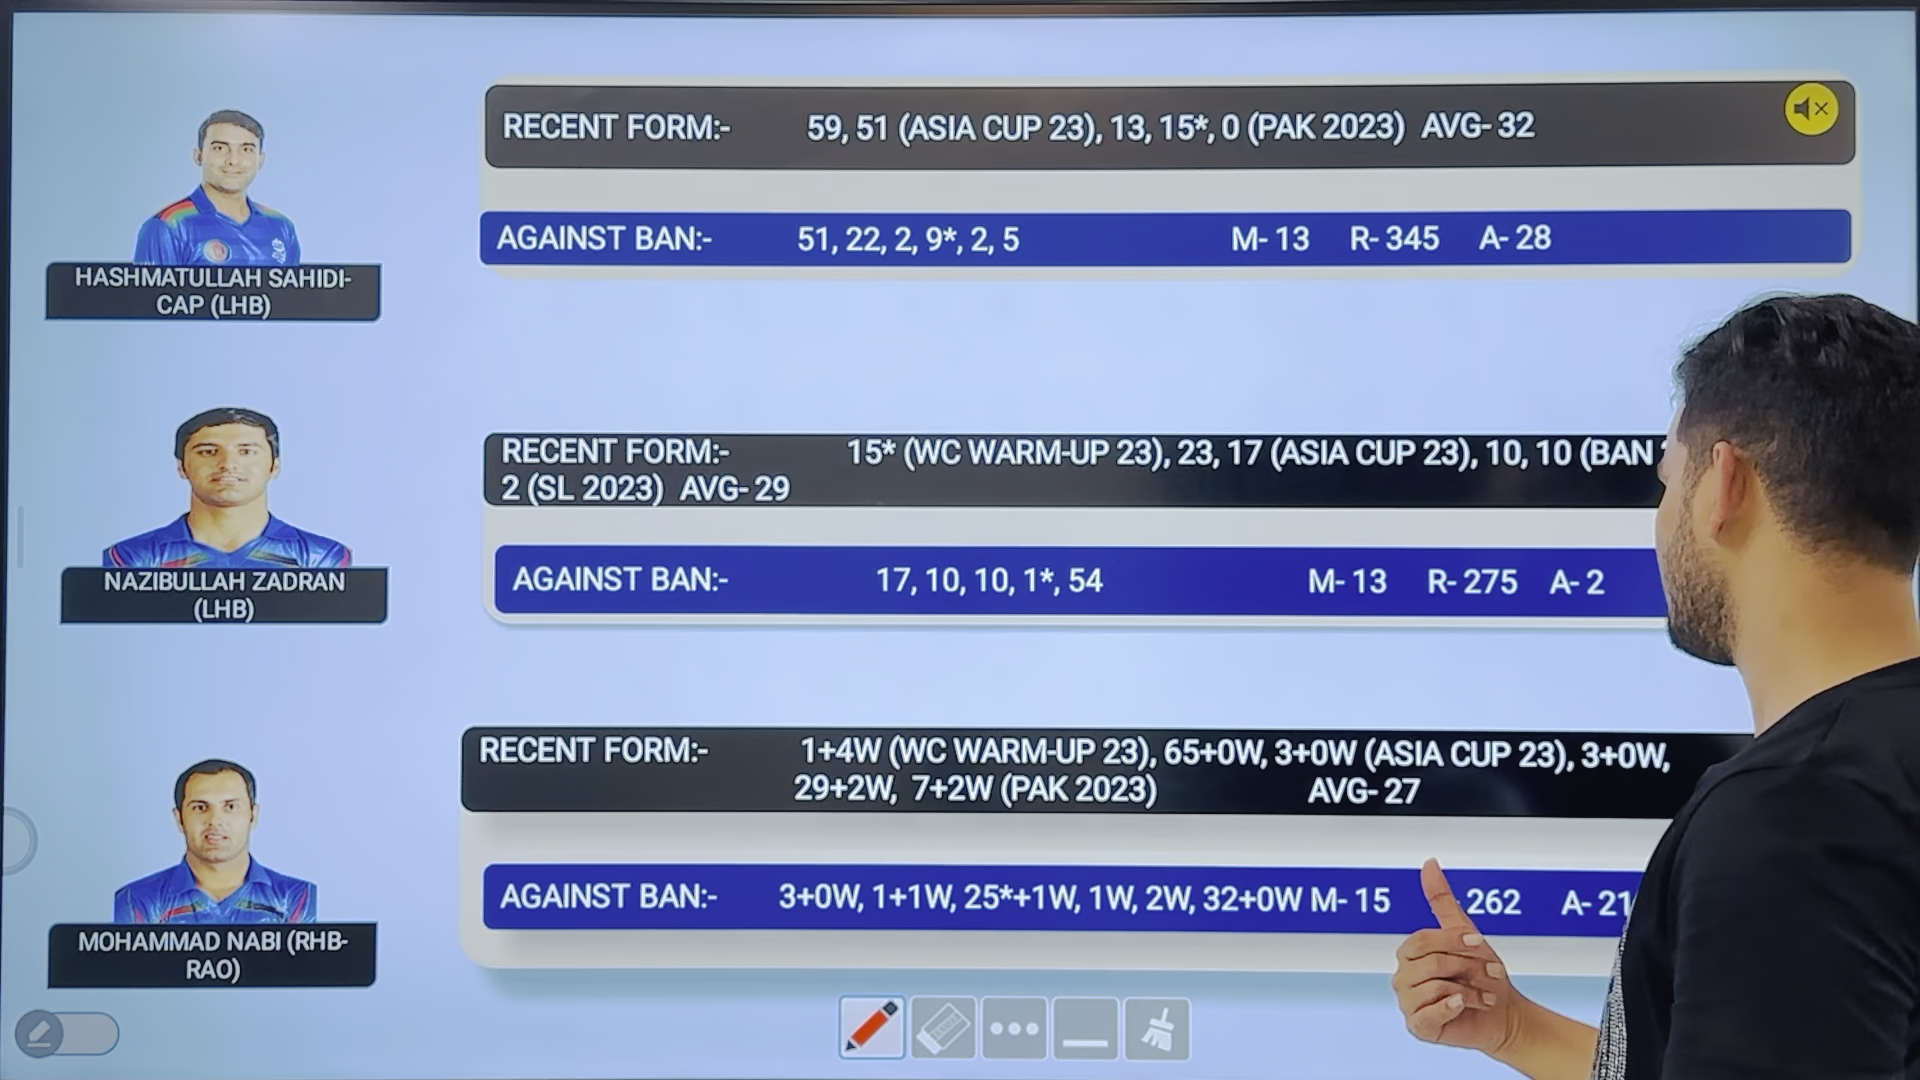 HASHMATULLAH SAHIDI-
CAP (LHB)
RECENT FORM:- 59, 51 (ASIA CUP 23), 13, 15*, 0 (PAK 2023) AVG- 32
AGAINST BAN:- 51, 22, 2, 9*, 2, 5 M- 13 R- 345 A- 28
NAZIBULLAH ZADRAN
(LHB)
RECENT FORM:- 15* (WC WARM-UP 23), 23, 17 (ASIA CUP 23), 10, 10 (BAN
2 (SL 2023) AVG- 29
AGAINST BAN:- 17, 10, 10, 1*, 54 M- 13 R- 275 A- 2
MOHAMMAD NABI (RHB-
RAO)
RECENT FORM:- 1+4W (WC WARM-UP 23), 65+0W, 3+0W (ASIA CUP 23), 3+0W,
29+2W, 7+2W (PAK 2023) AVG- 27
AGAINST BAN:- 3+0W, 1+1W, 25*+1W, 1W, 2W, 32+0W M- 15 262 A- 21